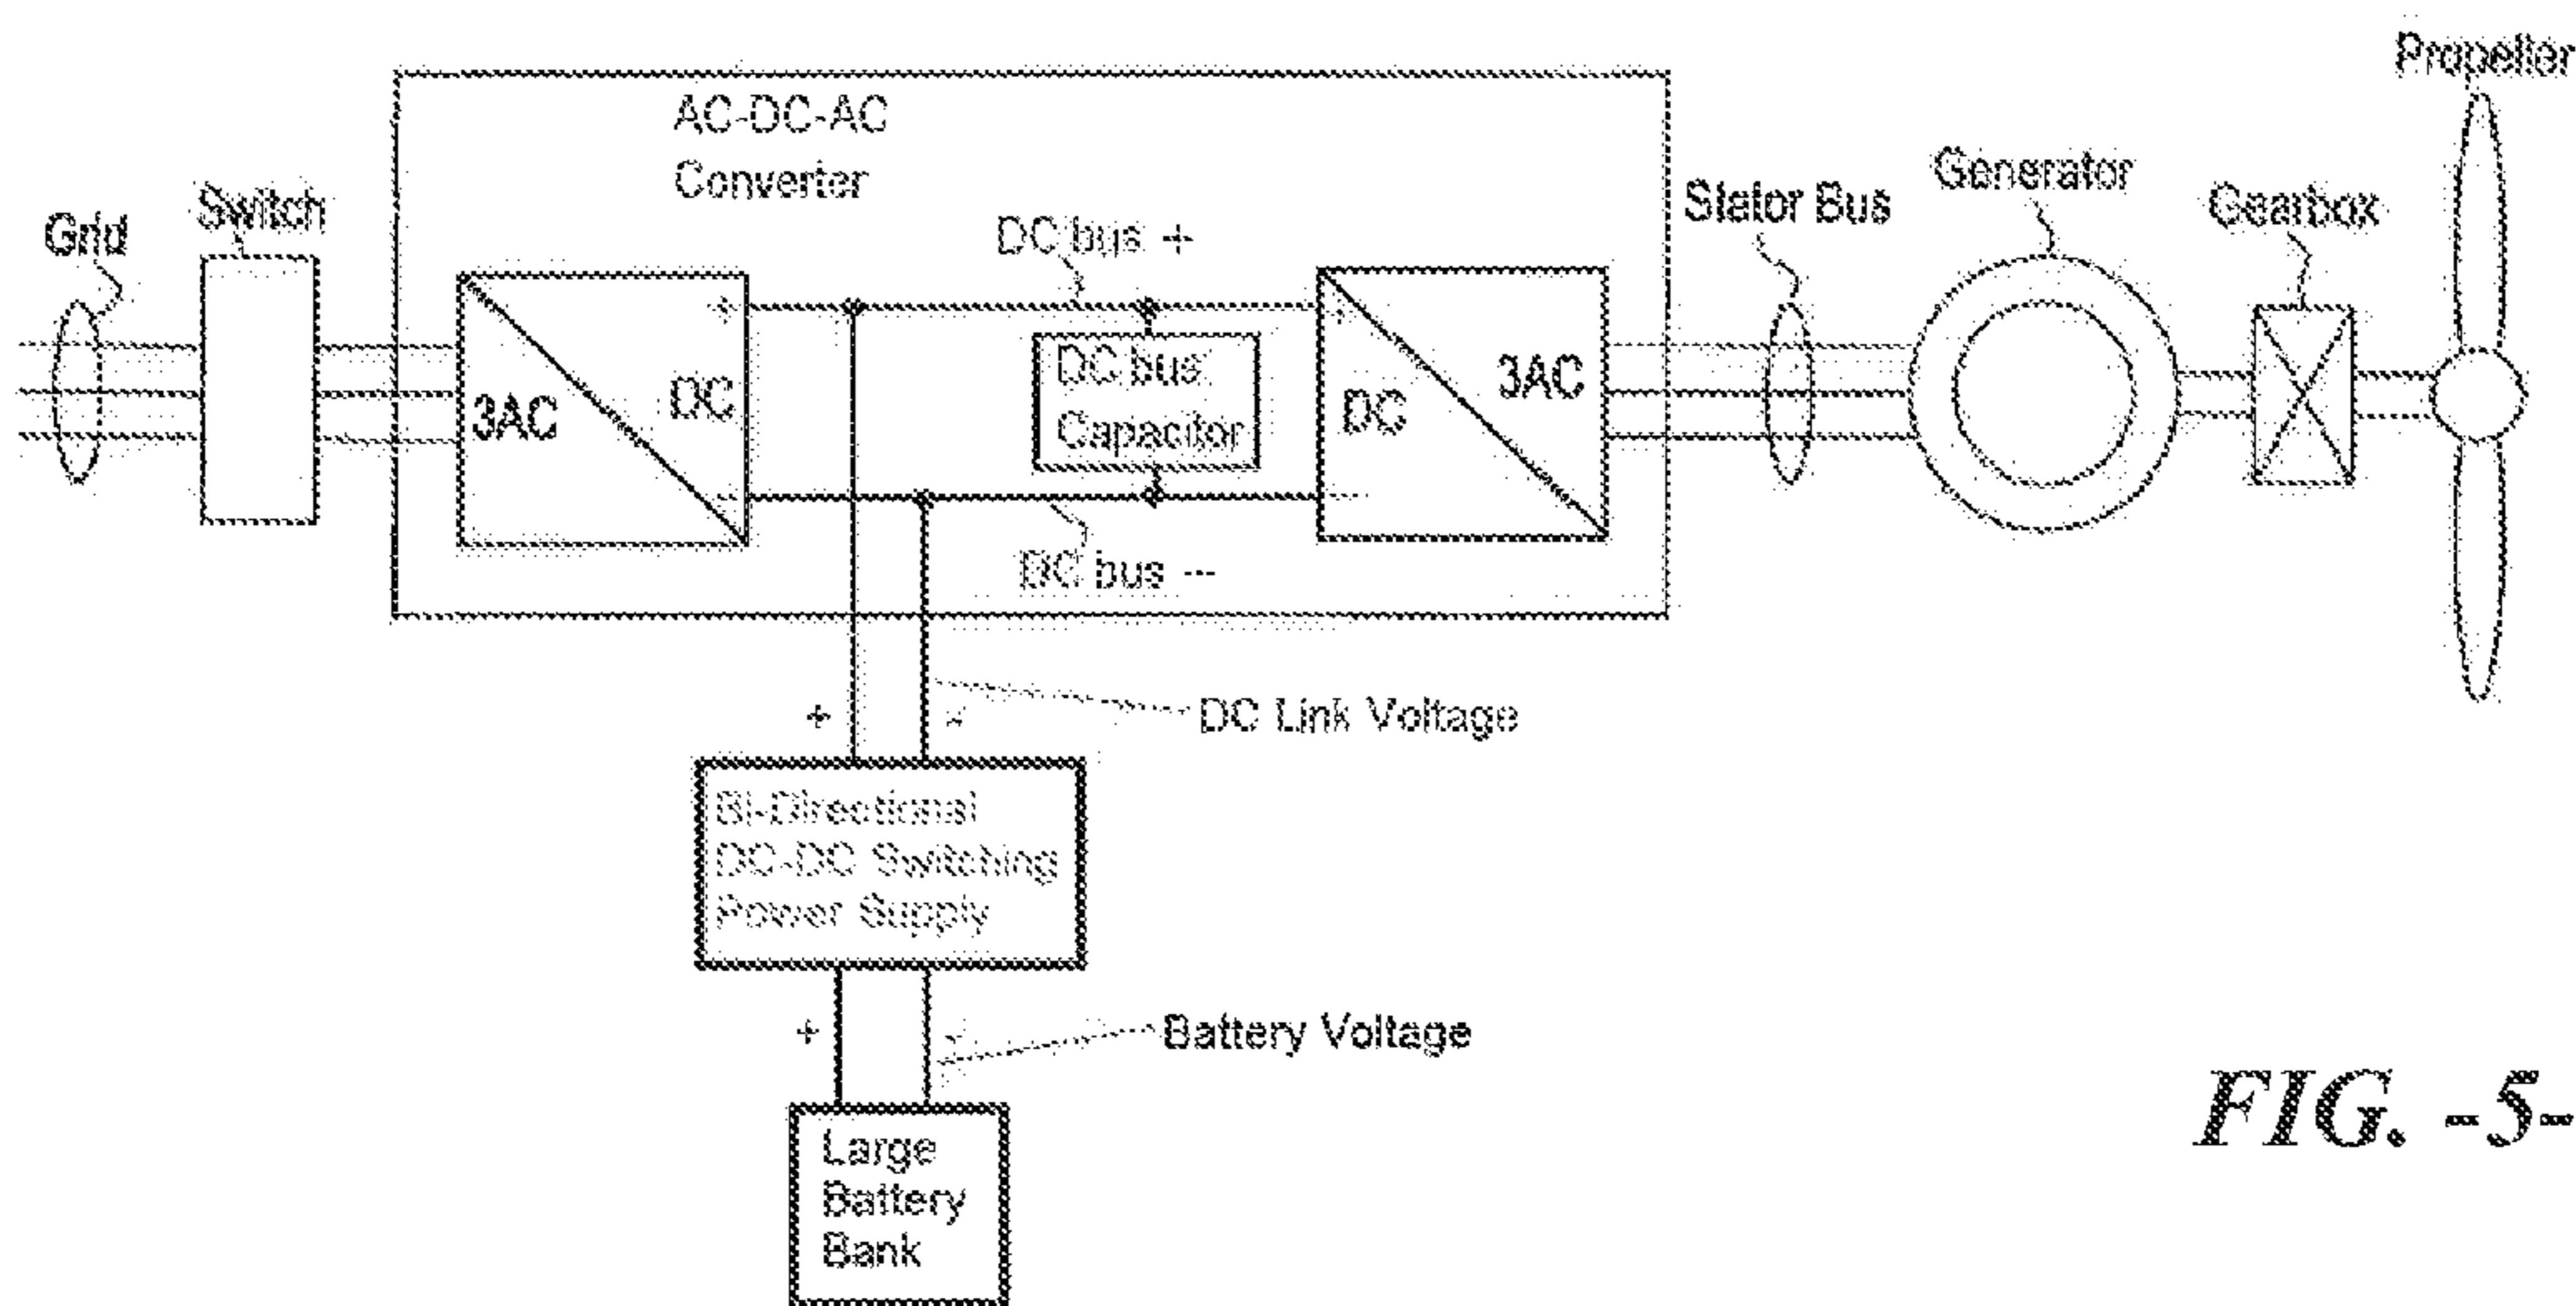 Propeller
AC-DC-AC
Converter
Generator
Stator Bus
Gearbox
Switch
Grid
DC bus +
+
+
DC bus
Capacitor
3AC
DC
DC
3AC
-
-
DC bus --
+
-
DC Link Voltage
Bi-Directional
DC-DC Switching
Power Supply
+
-
Battery Voltage
Large
Battery
Bank
FIG. -5-